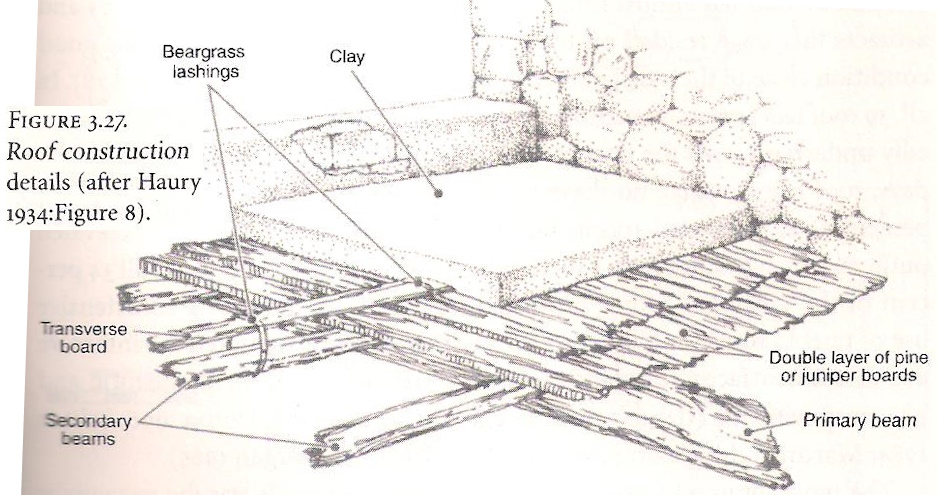 Beargrass
lashings
Clay
FIGURE 3.27.
Roof construction
details (after Haury
1934:Figure 8).
Transverse
board
Secondary
beams
Double layer of pine
or juniper boards
Primary beam